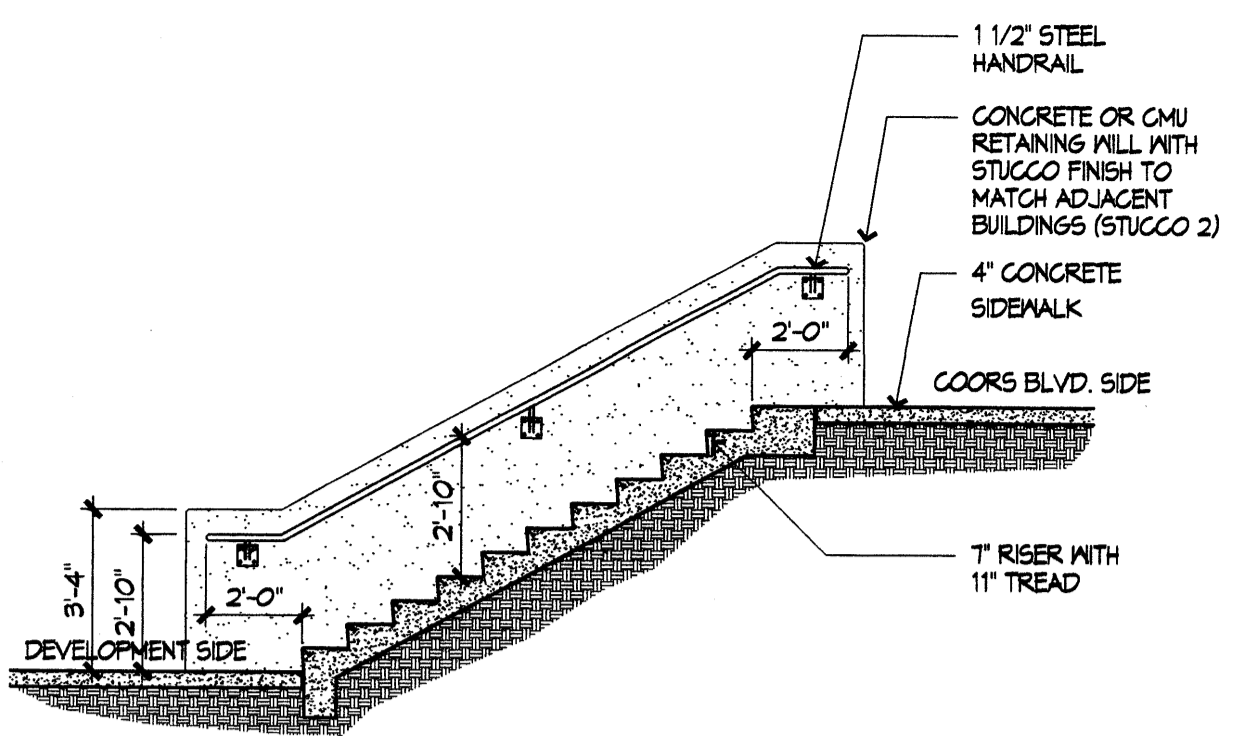 1 1/2" STEEL
HANDRAIL
CONCRETE OR CMU
RETAINING WILL WITH
STUCCO FINISH TO
MATCH ADJACENT
BUILDINGS (STUCCO 2)
4" CONCRETE
SIDEWALK
2'-0"
COORS BLVD. SIDE
2'-10"
7" RISER WITH
11" TREAD
3'-4"
2'-10"
2'-0"
DEVELOPMENT SIDE